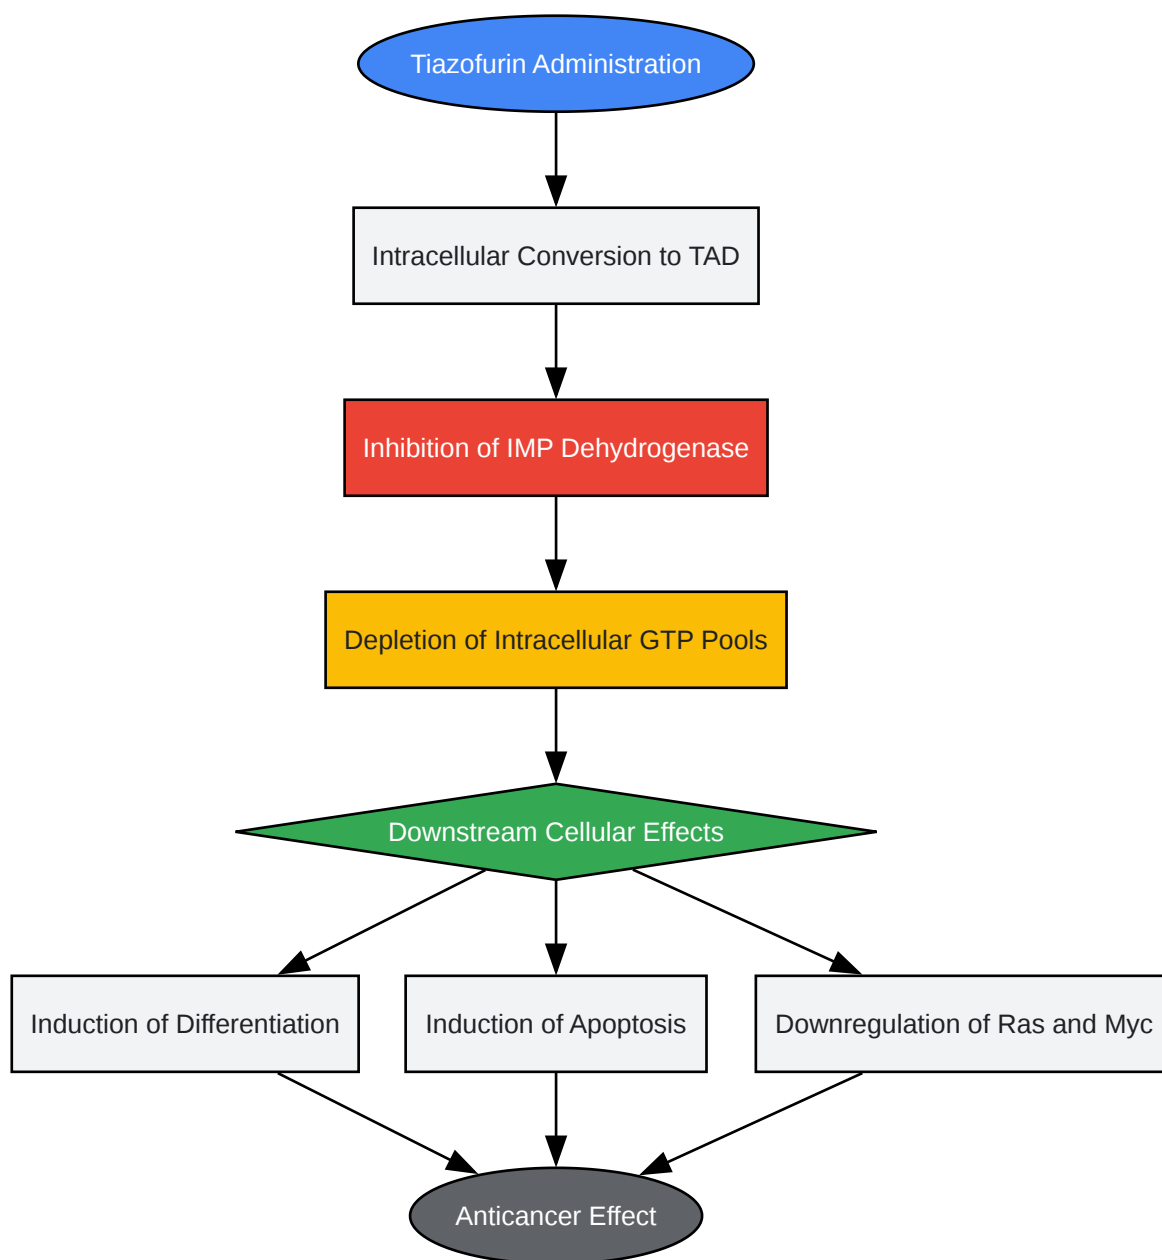 Tiazofurin Administration
Intracellular Conversion to TAD
Inhibition of IMP Dehydrogenase
Depletion of Intracellular GTP Pools
Downstream Cellular Effects
Induction of Differentiation
Induction of Apoptosis
Downregulation of Ras and Myc
Anticancer Effect